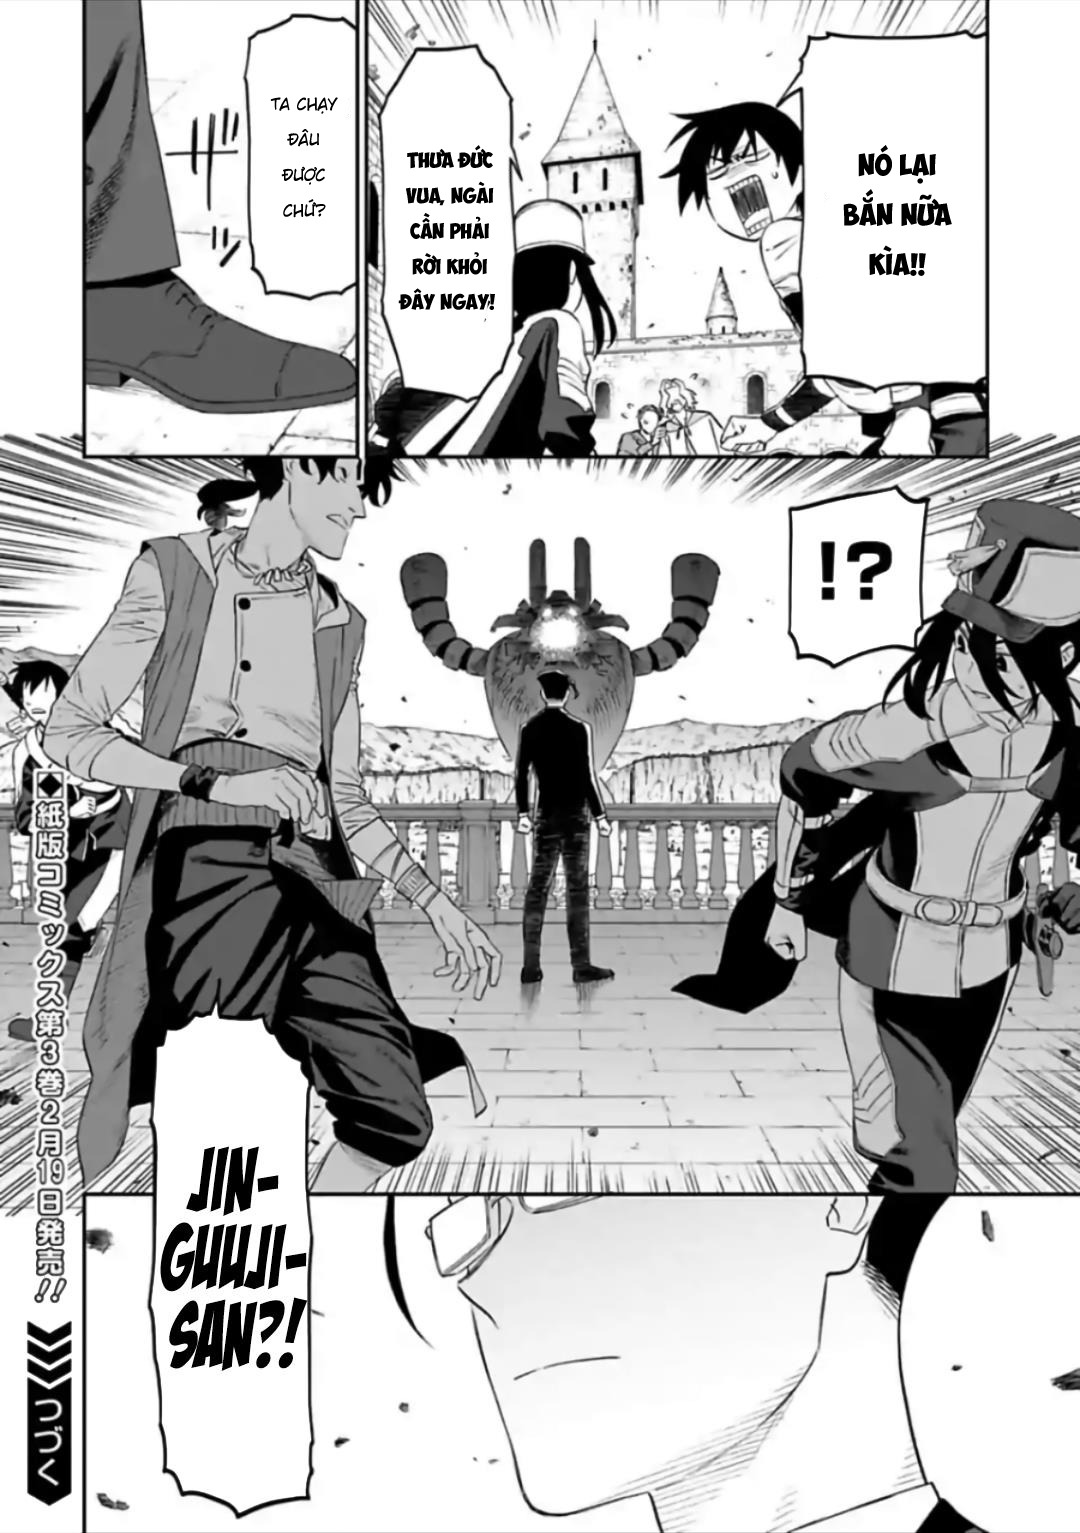 NÓ LẠI
BẮN NỮA
KÌA!!
THƯA ĐỨC
VUA, NGÀI
CẦN PHẢI
RỜI KHỎI
ĐÂY NGAY!
TA CHẠY
ĐÂU
ĐƯỢC
CHỨ?
!?
JIN-
GUUJI-
SAN?!
◆紙版コミックス第3巻2月19日発売!!
つづく